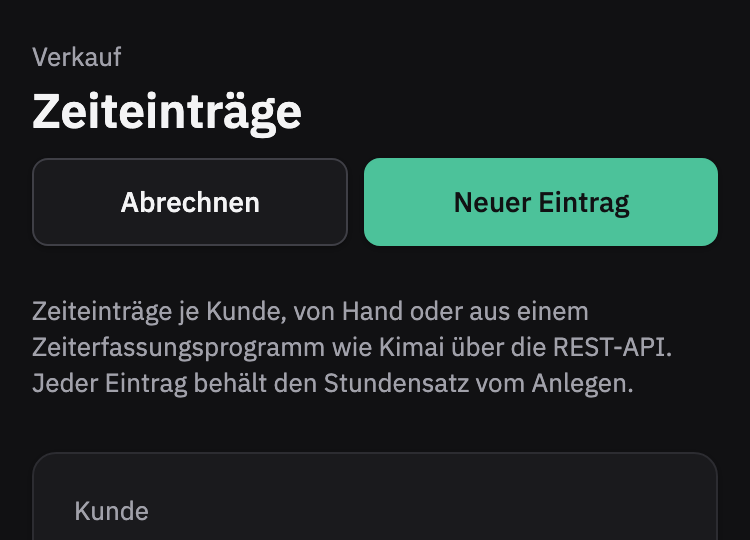 Verkauf
Zeiteinträge
Abrechnen
Neuer Eintrag
Zeiteinträge je Kunde, von Hand oder aus einem
Zeiterfassungsprogramm wie Kimai über die REST-API.
Jeder Eintrag behält den Stundensatz vom Anlegen.
Kunde